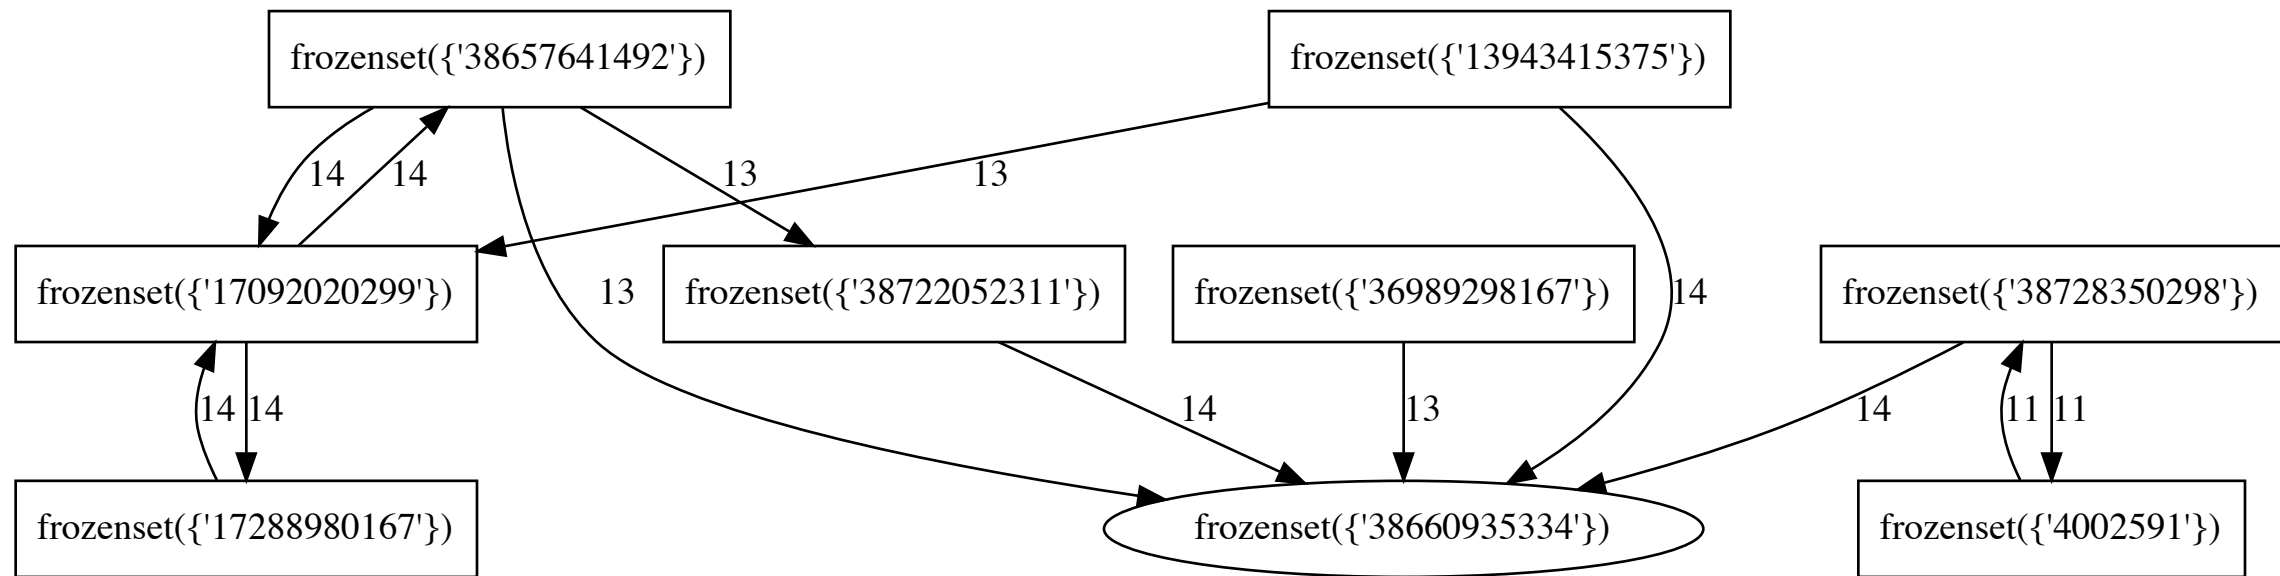 frozenset({'38657641492'})
frozenset({'13943415375'})
14
14
13
13
frozenset({'17092020299'})
13
frozenset({'38722052311'})
frozenset({'36989298167'})
14
frozenset({'38728350298'})
14
14
14
13
14
11
11
frozenset({'17288980167'})
frozenset({'38660935334'})
frozenset({'4002591'})